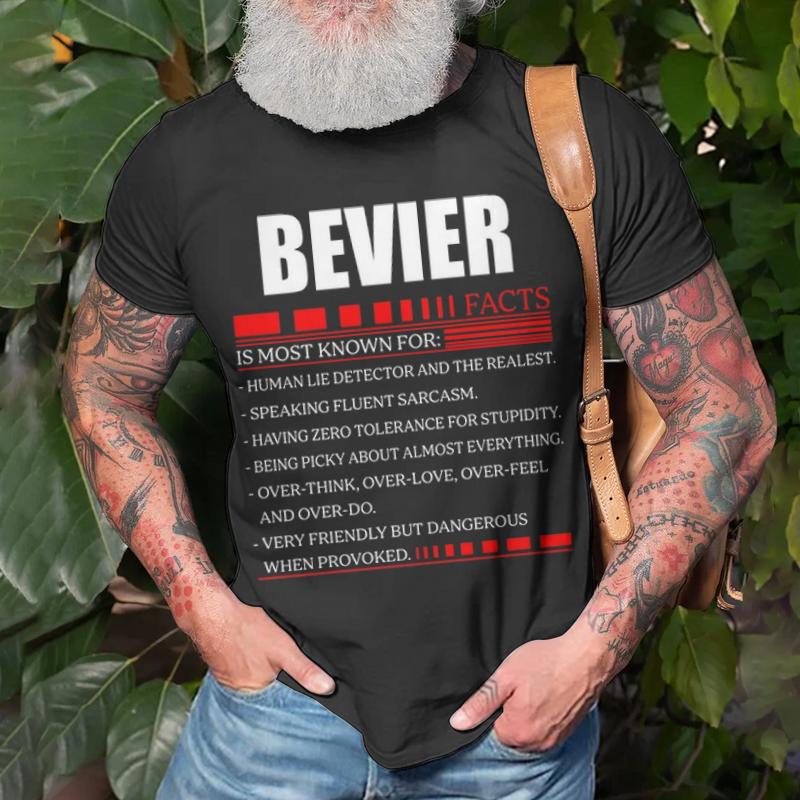 BEVIER
FACTS
IS MOST KNOWN FOR:
- HUMAN LIE DETECTOR AND THE REALEST.
- SPEAKING FLUENT SARCASM.
- HAVING ZERO TOLERANCE FOR STUPIDITY.
- BEING PICKY ABOUT ALMOST EVERYTHING.
- OVER-THINK, OVER-LOVE, OVER-FEEL
AND OVER-DO.
- VERY FRIENDLY BUT DANGEROUS
WHEN PROVOKED.
Estuardo